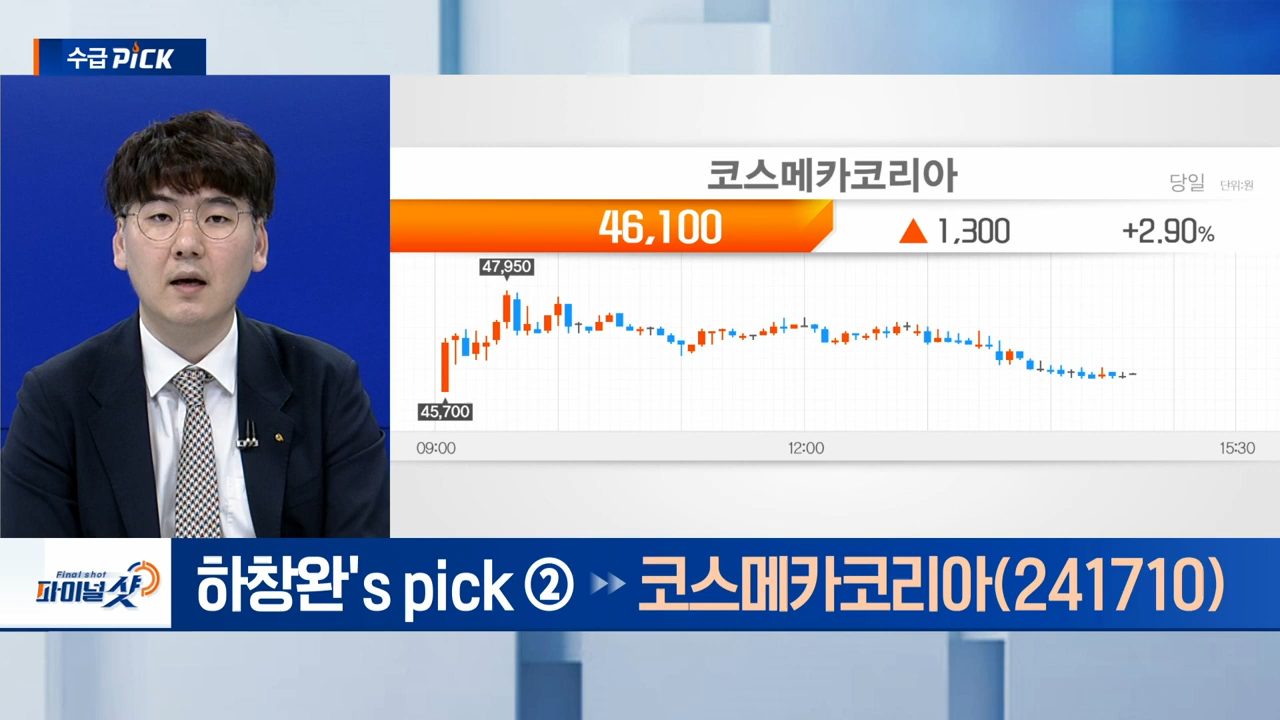 수급 PiCK
코스메카코리아
당일 단위:원
46,100 ▲ 1,300 +2.90%
47,950
45,700
09:00 12:00 15:30
Final shot
파이널샷
하창완's pick ② ▸▸ 코스메카코리아(241710)